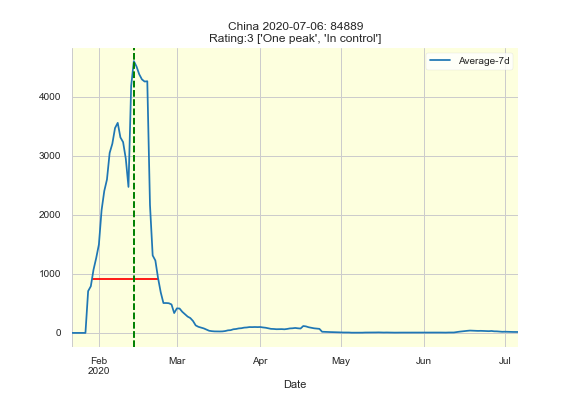 China 2020-07-06: 84889
Rating:3 ['One peak', 'In control']
Average-7d
4000
3000
2000
1000
0
Feb
2020
Mar
Apr
May
Jun
Jul
Date